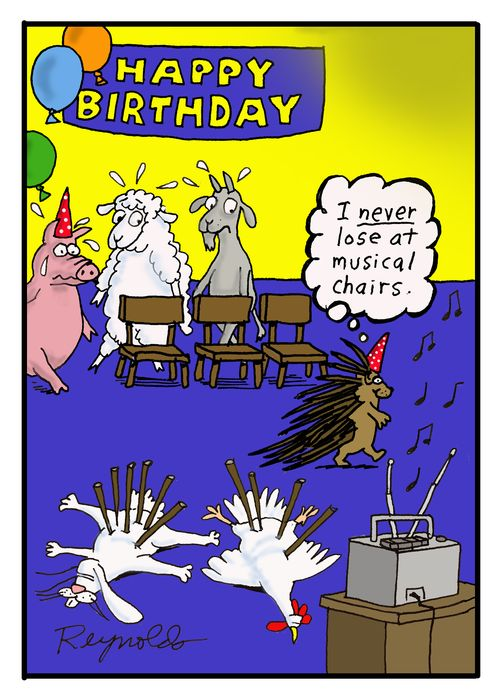 HAPPY
BIRTHDAY
I never
lose at
musical
chairs.
Reynolds